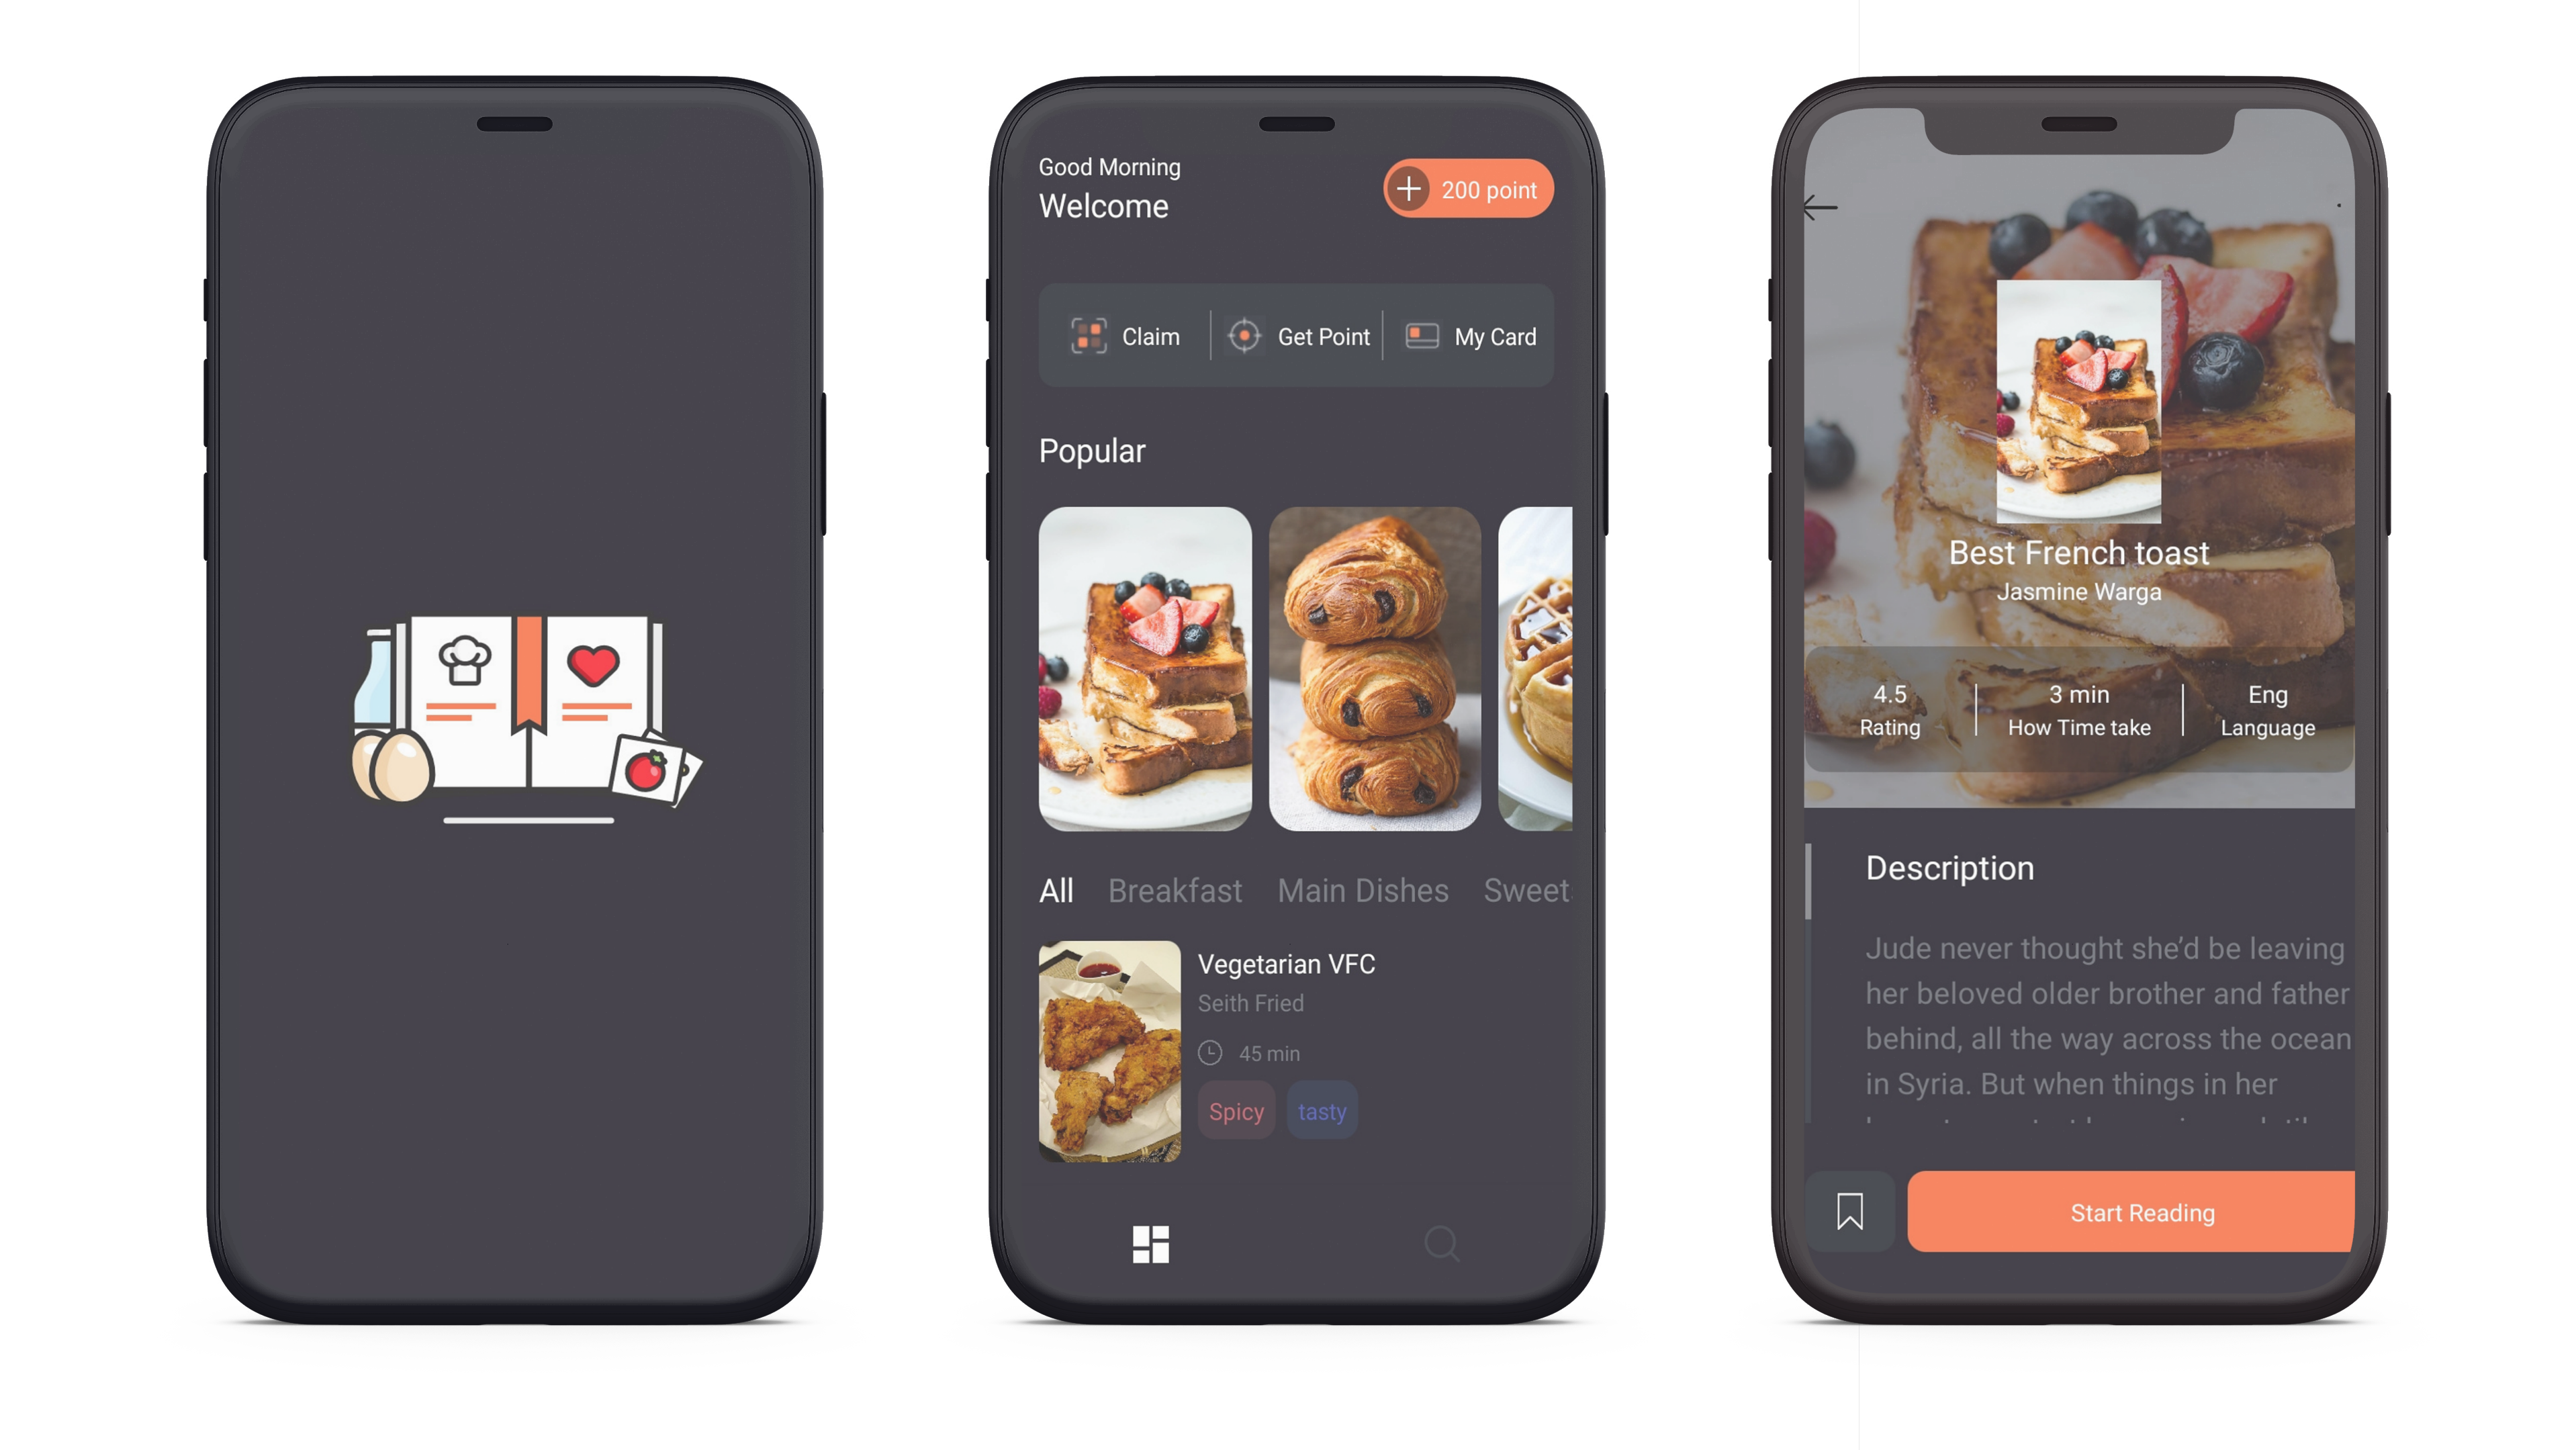 Good Morning
Welcome
200 point
Claim
Get Point
My Card
Popular
All Breakfast Main Dishes Sweet
Vegetarian VFC
Seith Fried
45 min
Spicy tasty
Best French toast
Jasmine Warga
4.5
Rating
3 min
How Time take
Eng
Language
Description
Jude never thought she’d be leaving
her beloved older brother and father
behind, all the way across the ocean
in Syria. But when things in her
Start Reading